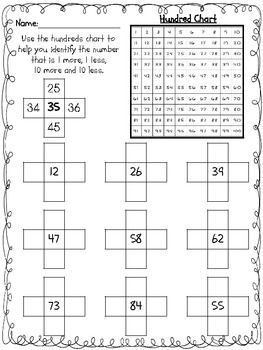 Name:
Use the hundreds chart to
help you identify the number
that is 1 more, 1 less,
10 more and 10 less.
25
34 35 36
45
Hundred Chart
1 2 3 4 5 6 7 8 9 10
11 12 13 14 15 16 17 18 19 20
21 22 23 24 25 26 27 28 29 30
31 32 33 34 35 36 37 38 39 40
41 42 43 44 45 46 47 48 49 50
51 52 53 54 55 56 57 58 59 60
61 62 63 64 65 66 67 68 69 70
71 72 73 74 75 76 77 78 79 80
81 82 83 84 85 86 87 88 89 90
91 92 93 94 95 96 97 98 99 100
12 26 39
47 58 62
73 84 55